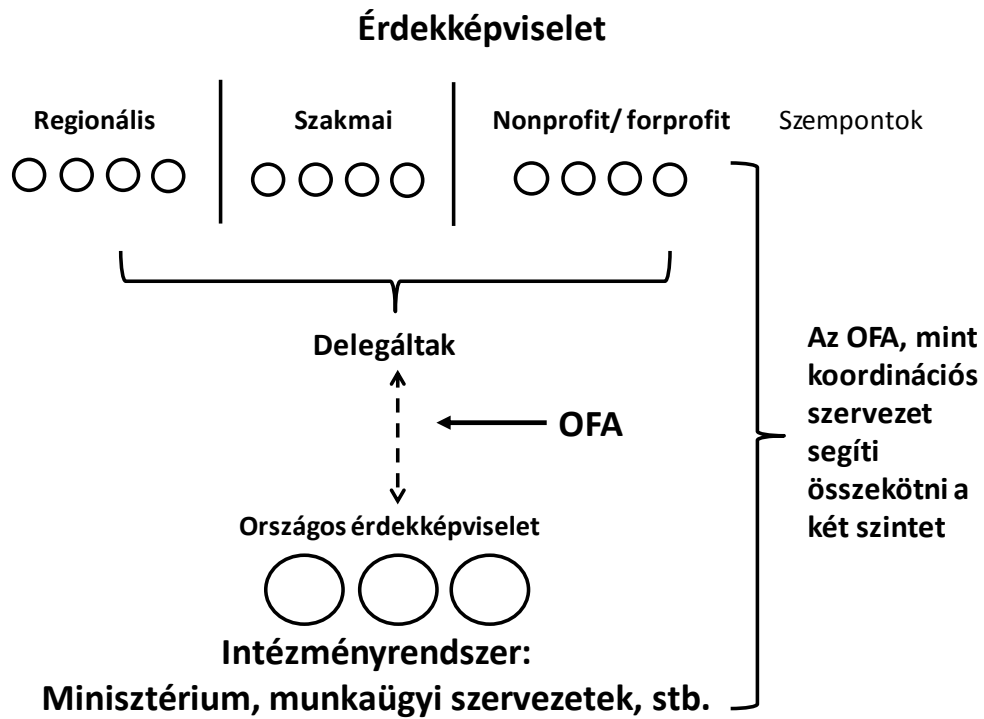 Érdekképviselet
Regionális
Szakmai
Nonprofit/ forprofit
Szempontok
Delegáltak
OFA
Az OFA, mint
koordinációs
szervezet
segíti
összekötni a
két szintet
Országos érdekképviselet
Intézményrendszer:
Minisztérium, munkaügyi szervezetek, stb.